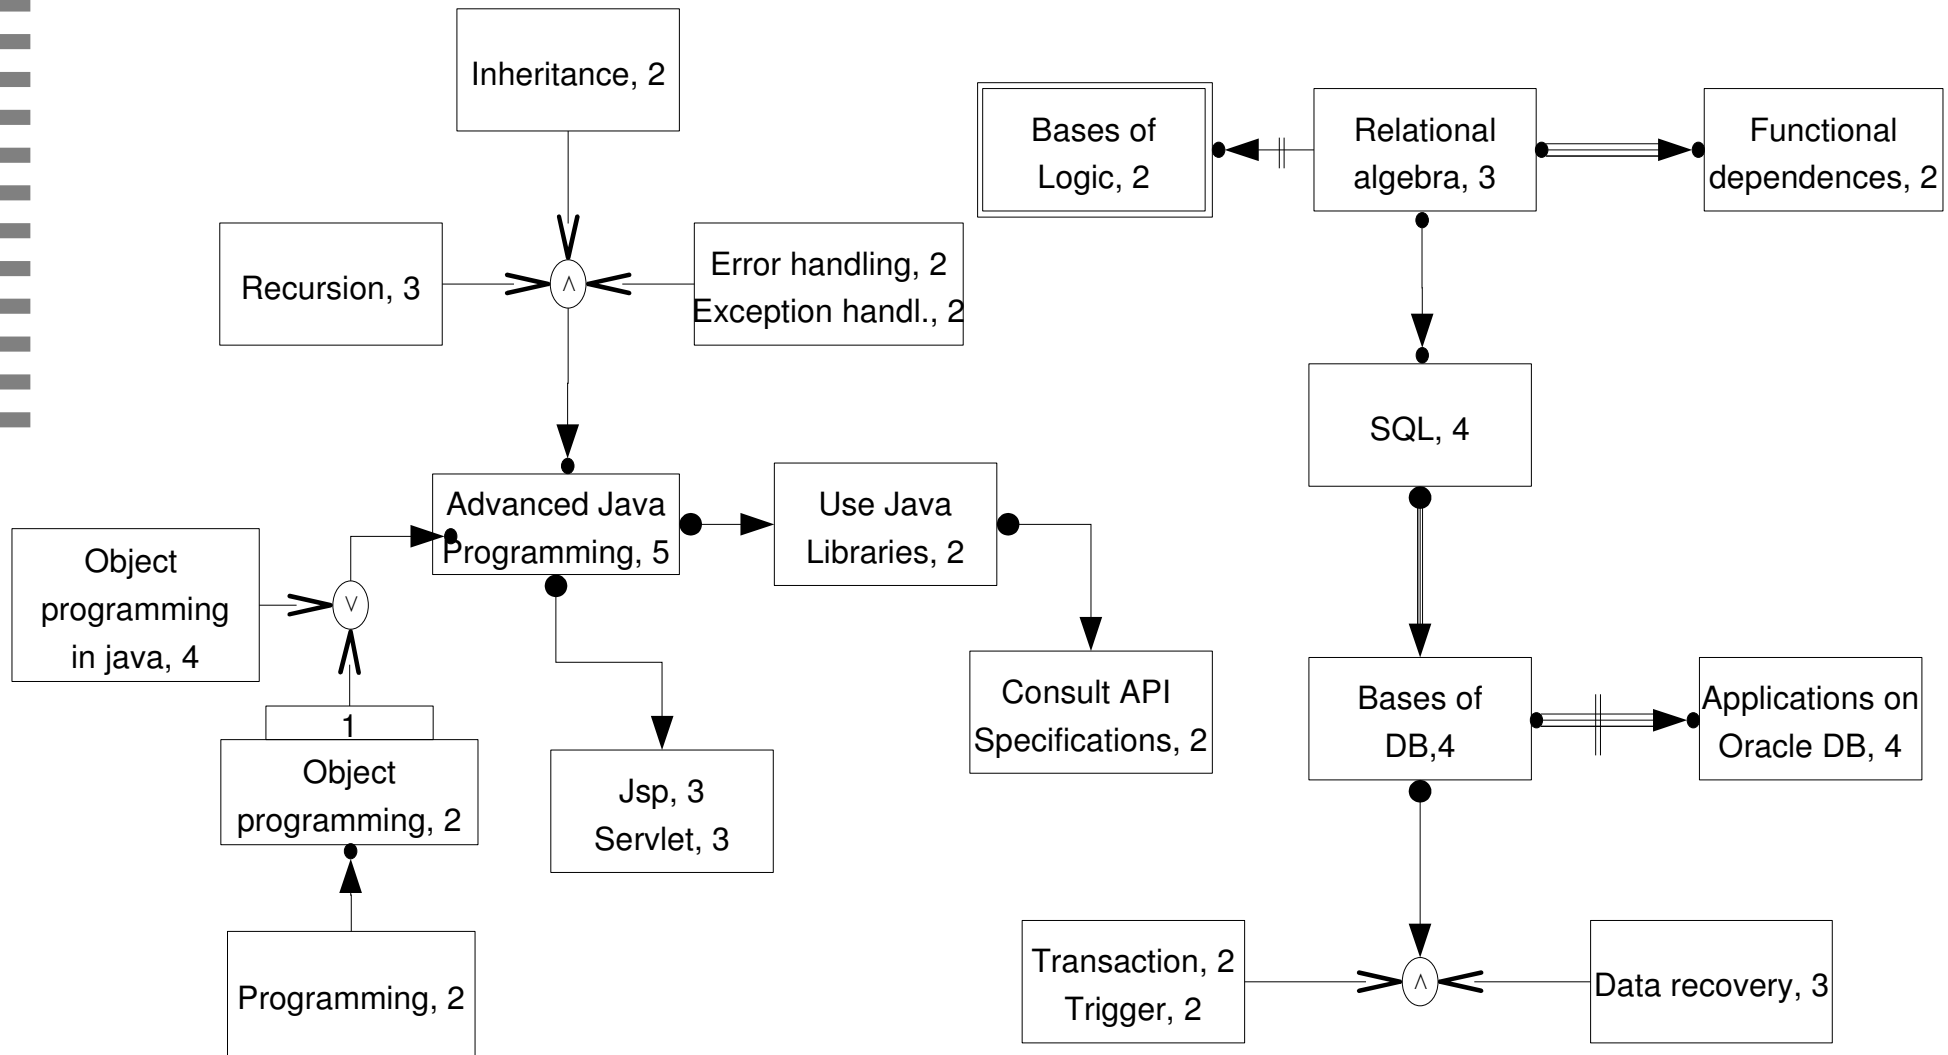 Inheritance, 2
Bases of
Logic, 2
Relational
algebra, 3
Functional
dependences, 2
Recursion, 3
∧
Error handling, 2
Exception handl., 2
SQL, 4
Advanced Java
Programming, 5
Use Java
Libraries, 2
Object
programming
in java, 4
∨
1
Object
programming, 2
Jsp, 3
Servlet, 3
Consult API
Specifications, 2
Bases of
DB,4
Applications on
Oracle DB, 4
Programming, 2
Transaction, 2
Trigger, 2
∧
Data recovery, 3